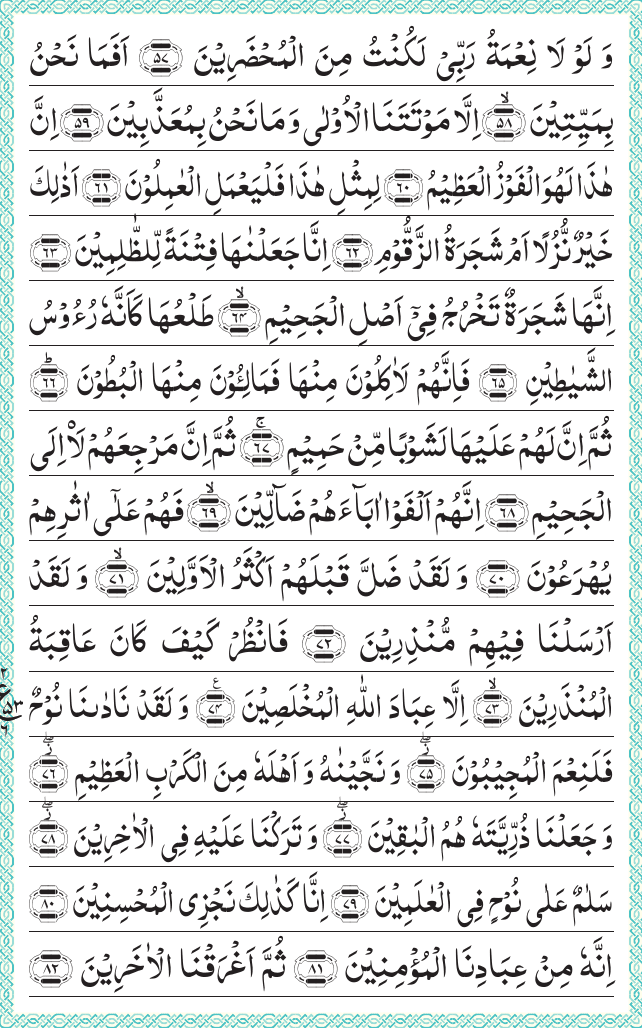 وَ لَوۡ لَا نِعۡمَةُ رَبِّیۡ لَكُنۡتُ مِنَ الۡمُحۡضَرِیۡنَ ﴿۵۷﴾ اَفَمَا نَحۡنُ
بِمَیِّتِیۡنَ ﴿ۙ۵۸﴾ اِلَّا مَوۡتَتَنَا الۡاُوۡلٰی وَ مَا نَحۡنُ بِمُعَذَّبِیۡنَ ﴿۵۹﴾ اِنَّ
هٰذَا لَهُوَ الۡفَوۡزُ الۡعَظِیۡمُ ﴿۶۰﴾ لِمِثۡلِ هٰذَا فَلۡیَعۡمَلِ الۡعٰمِلُوۡنَ ﴿۶۱﴾ اَذٰلِكَ
خَیۡرٌ نُّزُلًا اَمۡ شَجَرَةُ الزَّقُّوۡمِ ﴿۶۲﴾ اِنَّا جَعَلۡنٰهَا فِتۡنَةً لِّلظّٰلِمِیۡنَ ﴿۶۳﴾
اِنَّهَا شَجَرَةٌ تَخۡرُجُ فِیۡۤ اَصۡلِ الۡجَحِیۡمِ ﴿ۙ۶۴﴾ طَلۡعُهَا كَاَنَّهٗ رُءُوۡسُ
الشَّیٰطِیۡنِ ﴿۶۵﴾ فَاِنَّهُمۡ لَاٰكِلُوۡنَ مِنۡهَا فَمَالِـُٔوۡنَ مِنۡهَا الۡبُطُوۡنَ ﴿ؕ۶۶﴾
ثُمَّ اِنَّ لَهُمۡ عَلَیۡهَا لَشَوۡبًا مِّنۡ حَمِیۡمٍ ﴿ۚ۶۷﴾ ثُمَّ اِنَّ مَرۡجِعَهُمۡ لَا۠اِلَی
الۡجَحِیۡمِ ﴿۶۸﴾ اِنَّهُمۡ اَلۡفَوۡا اٰبَآءَهُمۡ ضَآلِّیۡنَ ﴿ۙ۶۹﴾ فَهُمۡ عَلٰۤی اٰثٰرِهِمۡ
یُهۡرَعُوۡنَ ﴿۷۰﴾ وَ لَقَدۡ ضَلَّ قَبۡلَهُمۡ اَكۡثَرُ الۡاَوَّلِیۡنَ ﴿ۙ۷۱﴾ وَ لَقَدۡ
اَرۡسَلۡنَا فِیۡهِمۡ مُّنۡذِرِیۡنَ ﴿۷۲﴾ فَانۡظُرۡ كَیۡفَ كَانَ عَاقِبَةُ
الۡمُنۡذَرِیۡنَ ﴿ۙ۷۳﴾ اِلَّا عِبَادَ اللّٰهِ الۡمُخۡلَصِیۡنَ ﴿۷۴﴾ع وَ لَقَدۡ نَادٰىنَا نُوۡحٌ
فَلَنِعۡمَ الۡمُجِیۡبُوۡنَ ﴿۫ۖ۷۵﴾ وَ نَجَّیۡنٰهُ وَ اَهۡلَهٗ مِنَ الۡكَرۡبِ الۡعَظِیۡمِ ﴿۫ۖ۷۶﴾
وَ جَعَلۡنَا ذُرِّیَّتَهٗ هُمُ الۡبٰقِیۡنَ ﴿۫ۖ۷۷﴾ وَ تَرَكۡنَا عَلَیۡهِ فِی الۡاٰخِرِیۡنَ ﴿۫ۖ۷۸﴾
سَلٰمٌ عَلٰی نُوۡحٍ فِی الۡعٰلَمِیۡنَ ﴿۷۹﴾ اِنَّا كَذٰلِكَ نَجۡزِی الۡمُحۡسِنِیۡنَ ﴿۸۰﴾
اِنَّهٗ مِنۡ عِبَادِنَا الۡمُؤۡمِنِیۡنَ ﴿۸۱﴾ ثُمَّ اَغۡرَقۡنَا الۡاٰخَرِیۡنَ ﴿۸۲﴾